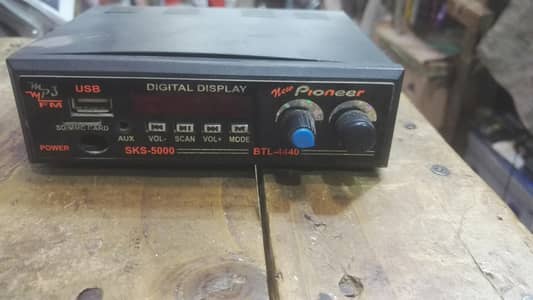 USB
DIGITAL DISPLAY
New Pioneer
MP3
FM
SD/MMC CARD
AUX
VOL-
SCAN
VOL+
MODE
POWER
SKS-5000
BTL-4440